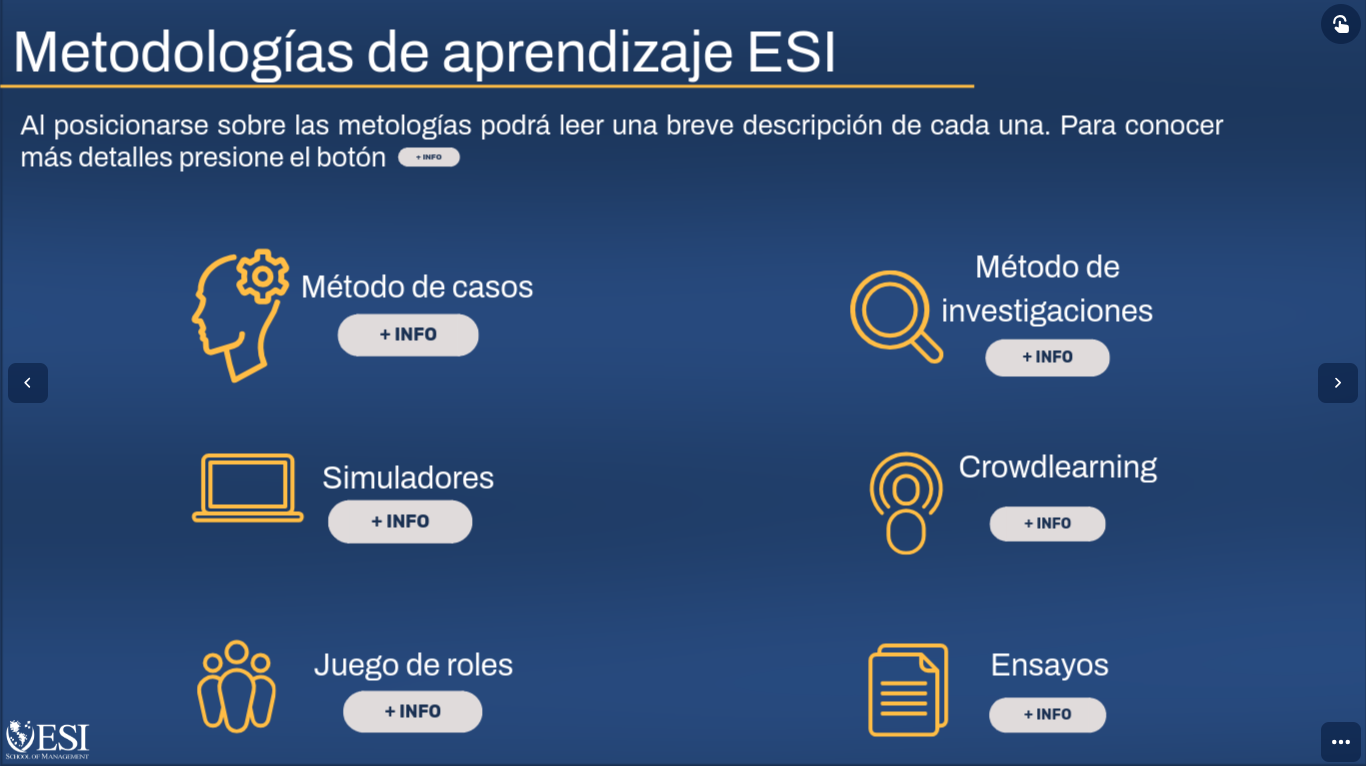 Metodologías de aprendizaje ESI
Al posicionarse sobre las metologías podrá leer una breve descripción de cada una. Para conocer
más detalles presione el botón + INFO
Método de casos
+ INFO
Método de
investigaciones
+ INFO
Simuladores
+ INFO
Crowdlearning
+ INFO
Juego de roles
+ INFO
Ensayos
+ INFO
ESI
SCHOOL OF MANAGEMENT